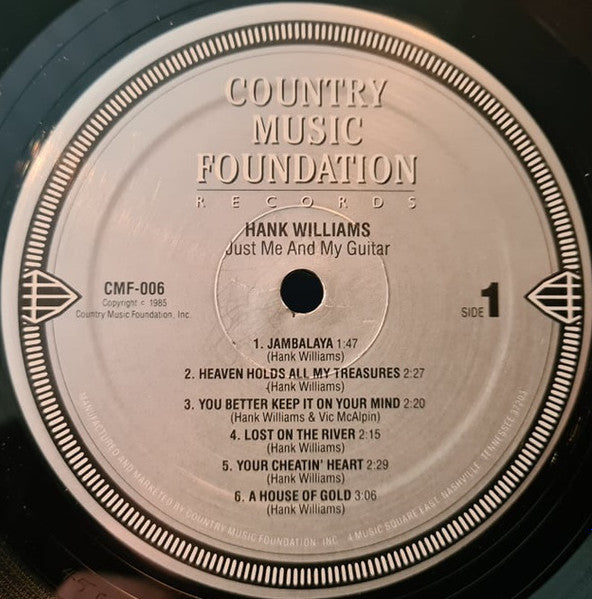 COUNTRY
MUSIC
FOUNDATION
RECORDS
HANK WILLIAMS
Just Me And My Guitar
CMF-006
Copyright © 1985
Country Music Foundation, Inc.
SIDE 1
1. JAMBALAYA 1:47
(Hank Williams)
2. HEAVEN HOLDS ALL MY TREASURES 2:27
(Hank Williams)
3. YOU BETTER KEEP IT ON YOUR MIND 2:20
(Hank Williams & Vic McAlpin)
4. LOST ON THE RIVER 2:15
(Hank Williams)
5. YOUR CHEATIN' HEART 2:29
(Hank Williams)
6. A HOUSE OF GOLD 3:06
(Hank Williams)
MANUFACTURED AND MARKETED BY COUNTRY MUSIC FOUNDATION, INC. 4 MUSIC SQUARE EAST, NASHVILLE, TENNESSEE 37203